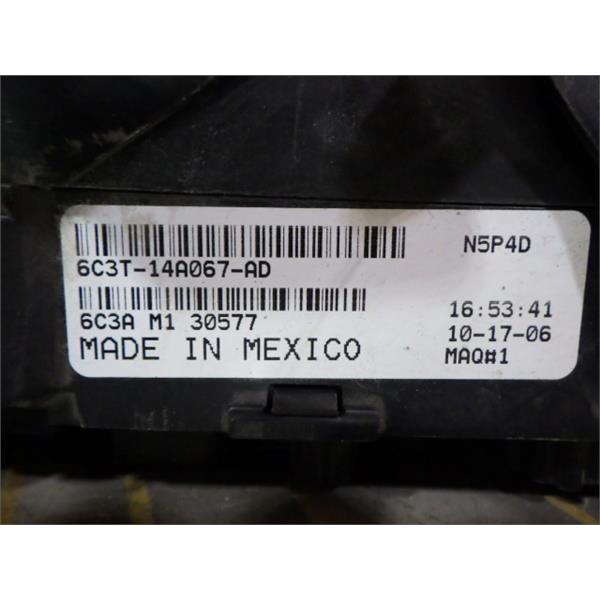 N5P4D
6C3T-14A067-AD
6C3A M1 30577
16:53:41
MADE IN MEXICO
10-17-06
MAQ#1